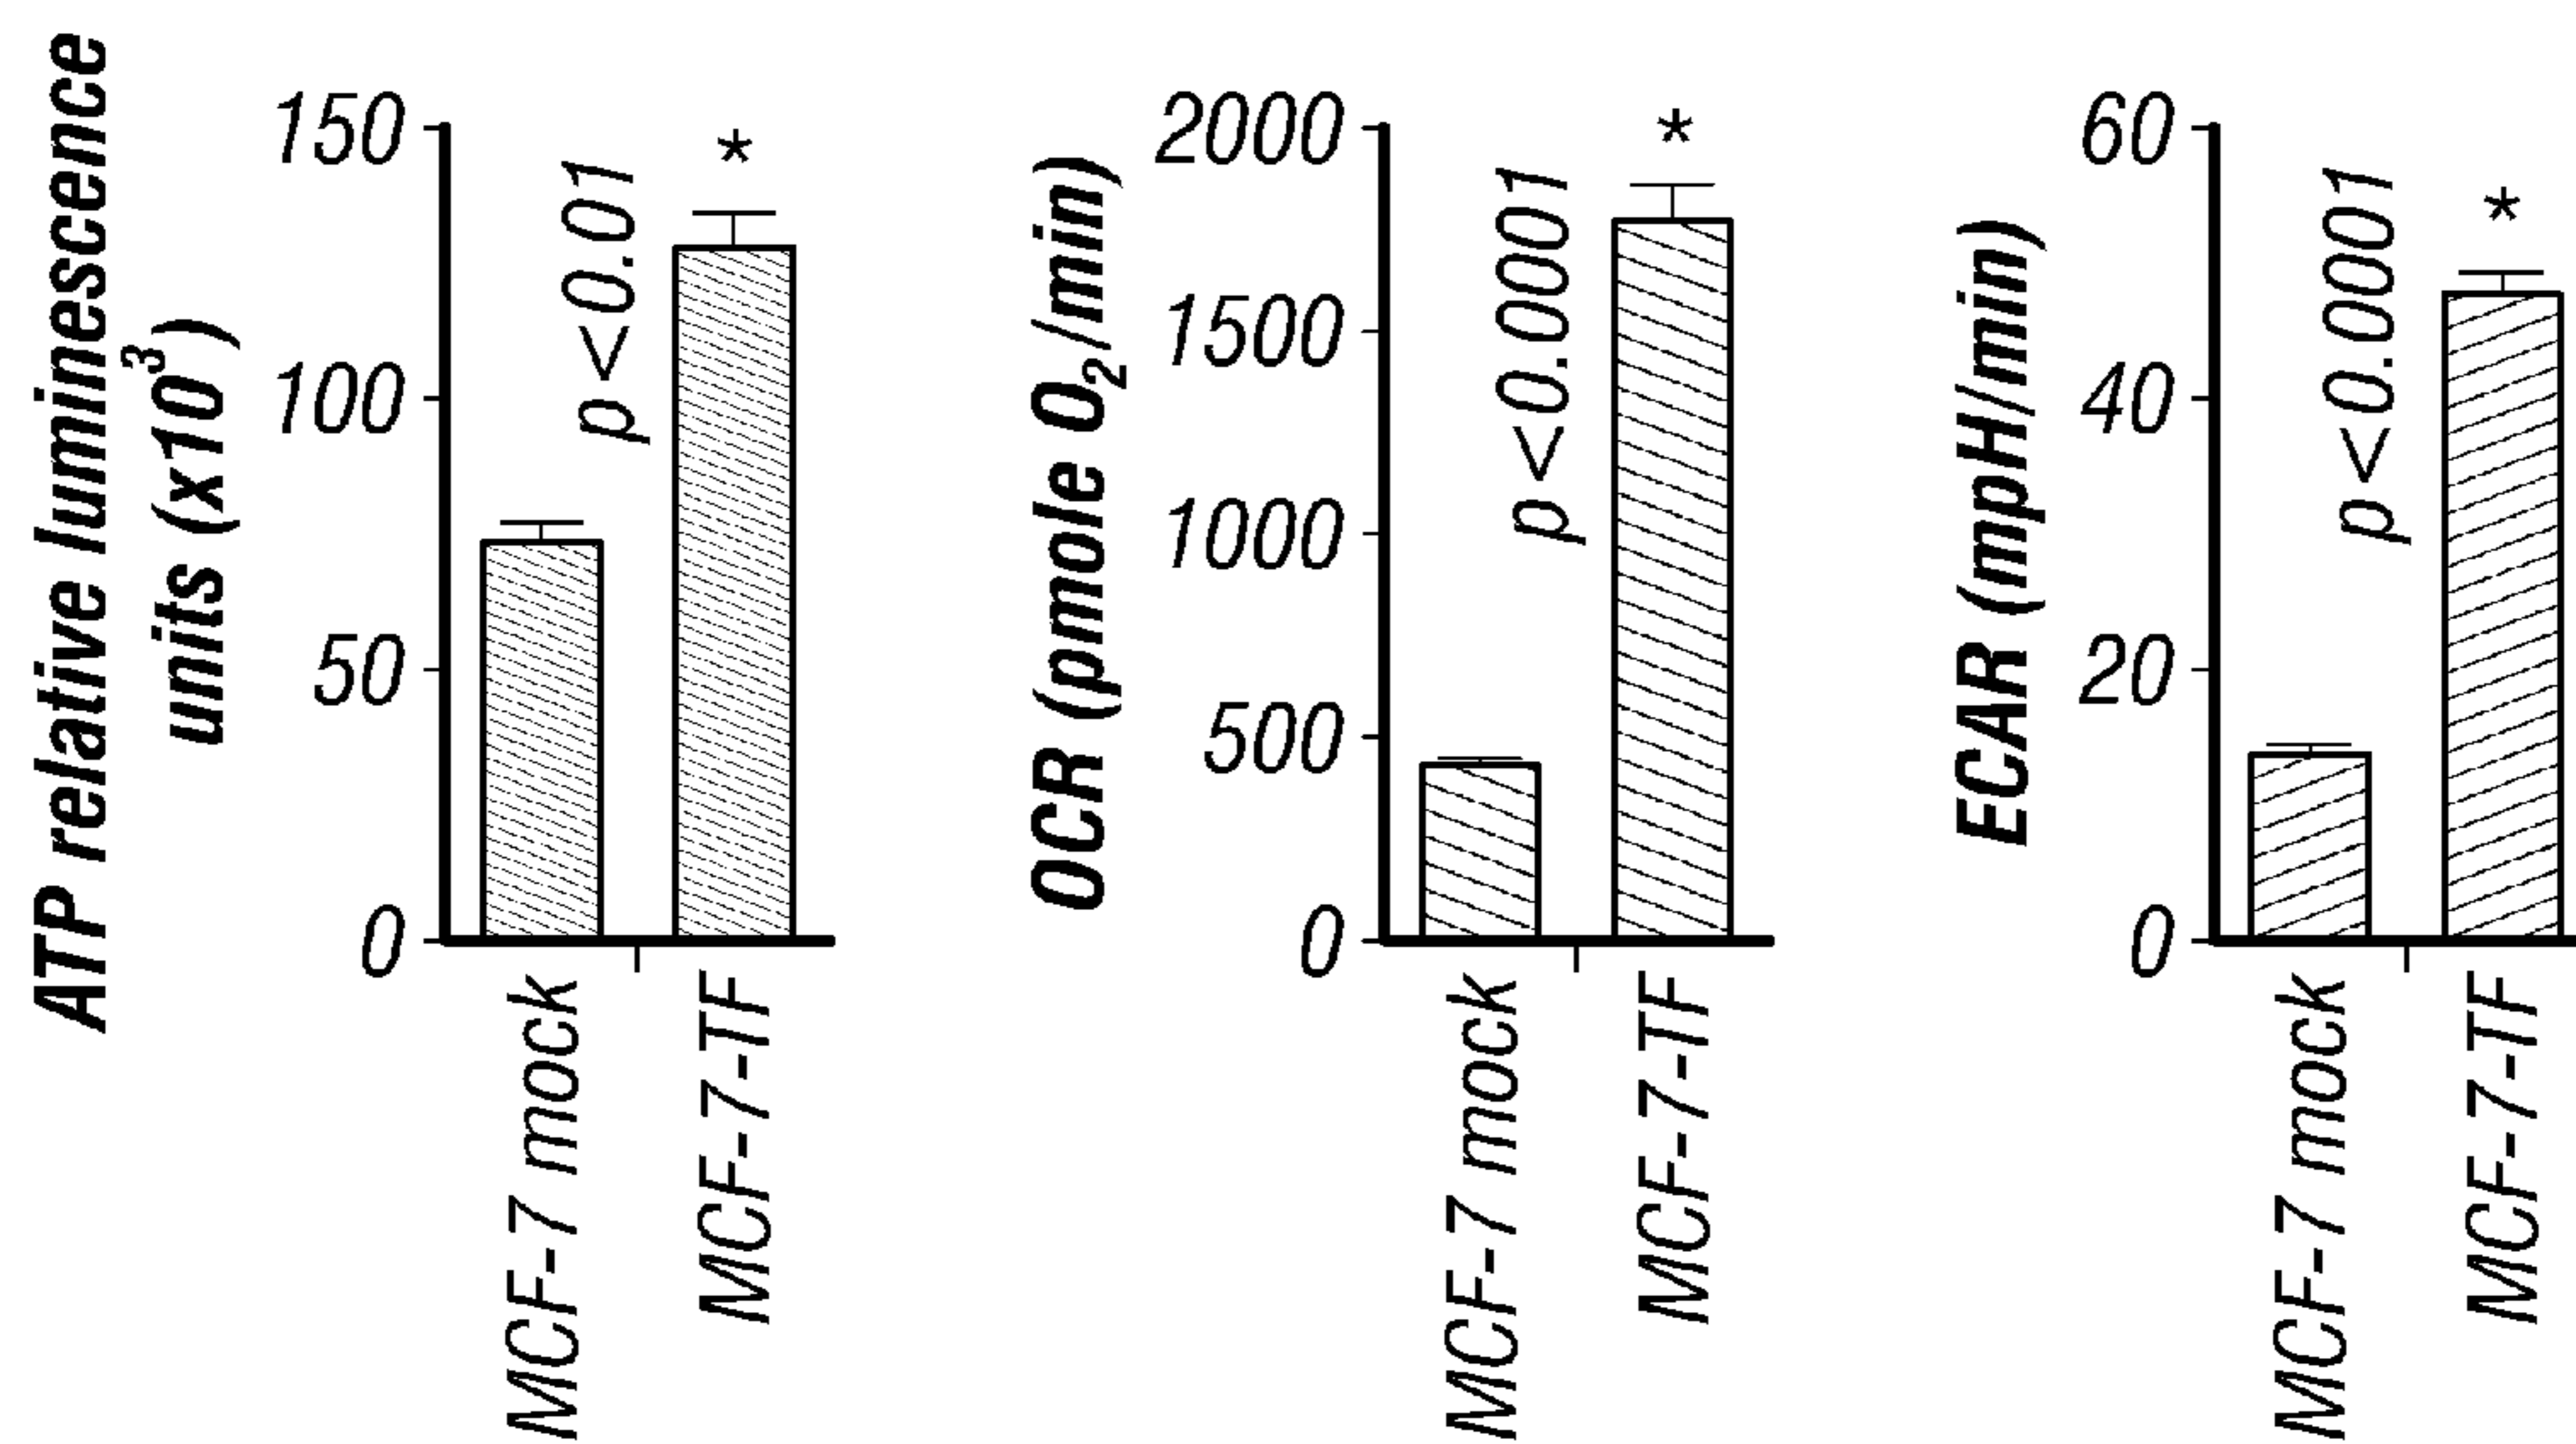 ATP relative luminescence
units (x10³)
150
100
50
0
p<0.01
*
MCF-7 mock
MCF-7-TF
OCR (pmole O₂/min)
2000
1500
1000
500
0
p<0.0001
*
MCF-7 mock
MCF-7-TF
ECAR (mpH/min)
60
40
20
0
p<0.0001
*
MCF-7 mock
MCF-7-TF